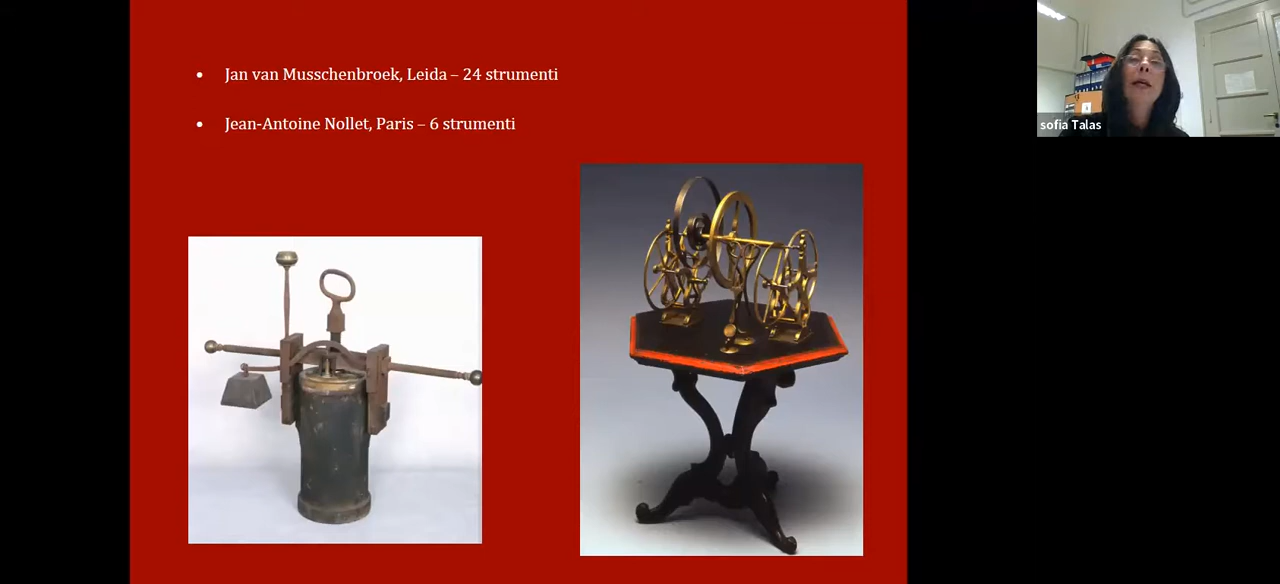 Jan van Musschenbroek, Leida – 24 strumenti
Jean-Antoine Nollet, Paris – 6 strumenti
sofia Talas